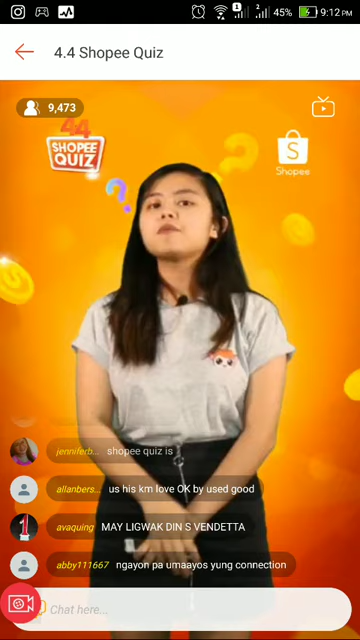 45% 9:12 PM
4.4 Shopee Quiz
9,473
4.4
SHOPEE
QUIZ
S
Shopee
jenniferb... shopee quiz is
allanbers... us his km love OK by used good
avaquing MAY LIGWAK DIN S VENDETTA
abby111667 ngayon pa umaayos yung connection
Chat here...